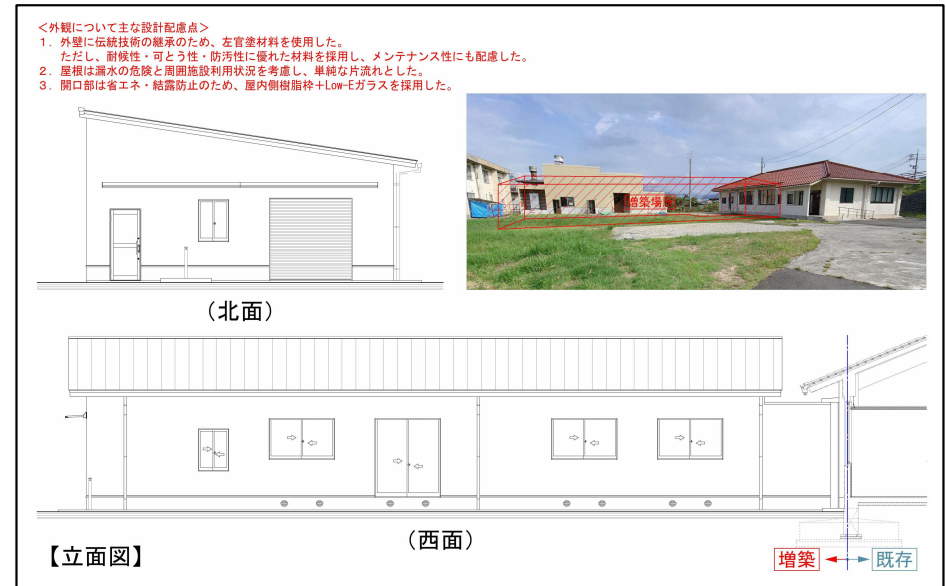 ＜外観について主な設計配慮点＞
1. 外壁に伝統技術の継承のため、左官塗材料を使用した。
ただし、耐候性・可とう性・防汚性に優れた材料を採用し、メンテナンス性にも配慮した。
2. 屋根は漏水の危険と周囲施設利用状況を考慮し、単純な片流れとした。
3. 開口部は省エネ・結露防止のため、屋内側樹脂枠＋Low-Eガラスを採用した。
増築場所
（北面）
（西面）
【立面図】
増築
既存